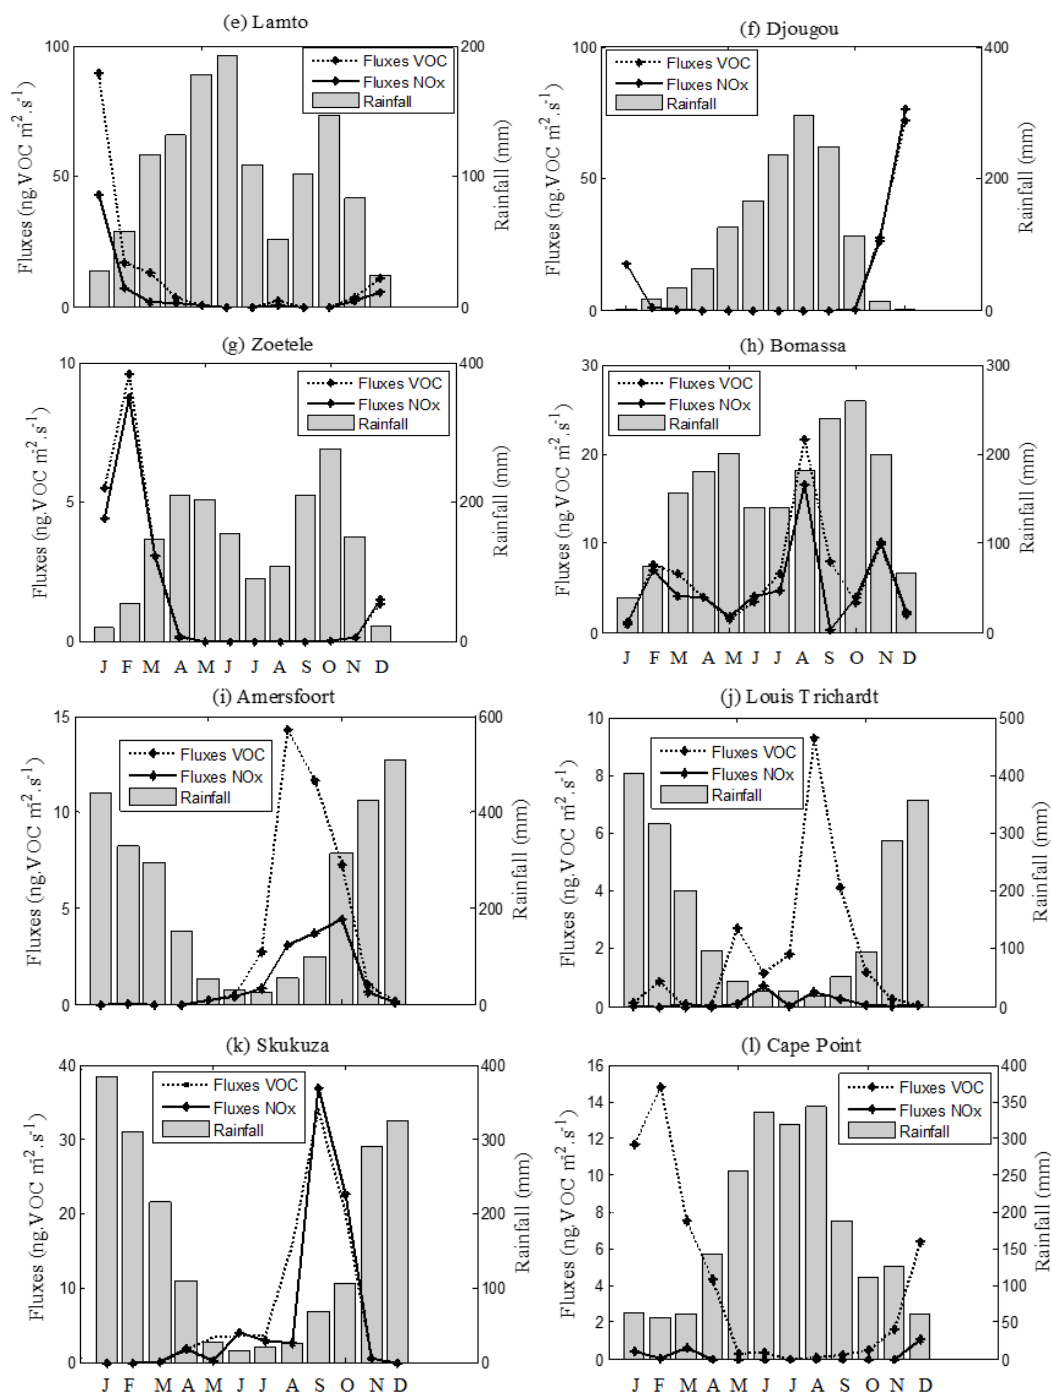 (e) Lamto
100
50
0
Fluxes (ng.VOC m⁻².s⁻¹)
Fluxes VOC
Fluxes NOx
Rainfall
200
100
0
Rainfall (mm)
(f) Djougou
100
50
0
Fluxes (ng.VOC m⁻².s⁻¹)
Fluxes VOC
Fluxes NOx
Rainfall
400
200
0
Rainfall (mm)
(g) Zoetele
10
5
0
Fluxes (ng.VOC m⁻².s⁻¹)
Fluxes VOC
Fluxes NOx
Rainfall
400
200
0
Rainfall (mm)
J F M A M J J A S O N D
(h) Bomassa
30
20
10
0
Fluxes (ng.VOC m⁻².s⁻¹)
Fluxes VOC
Fluxes NOx
Rainfall
300
200
100
0
Rainfall (mm)
J F M A M J J A S O N D
(i) Amersfoort
15
10
5
0
Fluxes (ng.VOC m⁻².s⁻¹)
Fluxes VOC
Fluxes NOx
Rainfall
600
400
200
0
Rainfall (mm)
(j) Louis Trichardt
10
8
6
4
2
0
Fluxes (ng.VOC m⁻².s⁻¹)
Fluxes VOC
Fluxes NOx
Rainfall
500
400
300
200
100
0
Rainfall (mm)
(k) Skukuza
40
30
20
10
0
Fluxes (ng.VOC m⁻².s⁻¹)
Fluxes VOC
Fluxes NOx
Rainfall
400
300
200
100
0
Rainfall (mm)
J F M A M J J A S O N D
(l) Cape Point
16
14
12
10
8
6
4
2
0
Fluxes (ng.VOC m⁻².s⁻¹)
Fluxes VOC
Fluxes NOx
Rainfall
400
350
300
250
200
150
100
50
0
Rainfall (mm)
J F M A M J J A S O N D